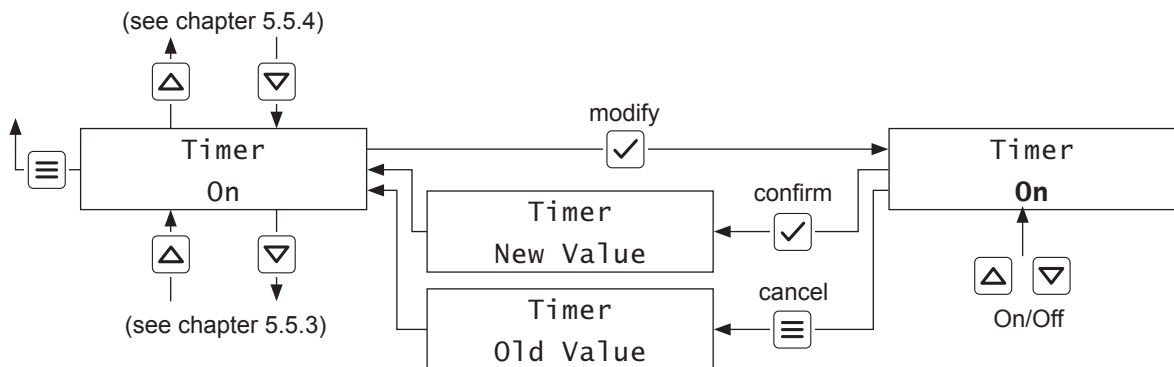 (see chapter 5.5.4)
modify
Timer
On
Timer
On
confirm
Timer
New Value
cancel
Timer
Old Value
On/Off
(see chapter 5.5.3)